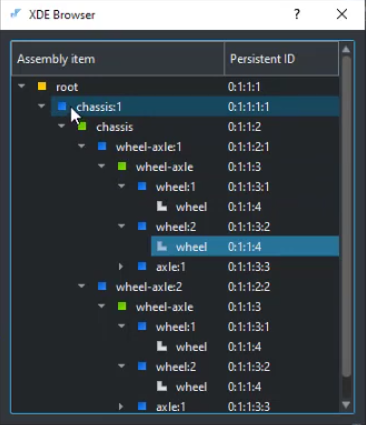 XDE Browser ?
Assembly item Persistent ID
root 0:1:1:1
chassis:1 0:1:1:1:1
chassis 0:1:1:2
wheel-axle:1 0:1:1:2:1
wheel-axle 0:1:1:3
wheel:1 0:1:1:3:1
wheel 0:1:1:4
wheel:2 0:1:1:3:2
wheel 0:1:1:4
axle:1 0:1:1:3:3
wheel-axle:2 0:1:1:2:2
wheel-axle 0:1:1:3
wheel:1 0:1:1:3:1
wheel 0:1:1:4
wheel:2 0:1:1:3:2
wheel 0:1:1:4
axle:1 0:1:1:3:3